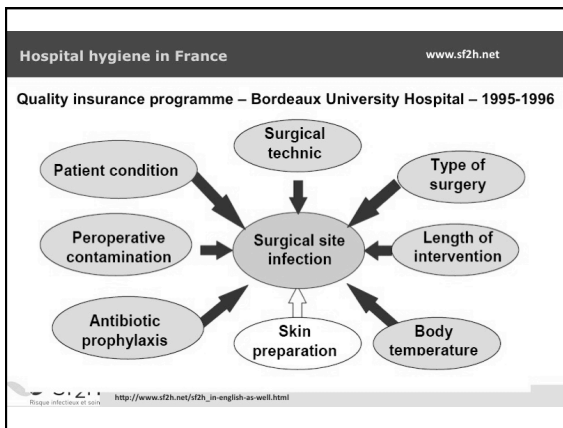 Hospital hygiene in France
www.sf2h.net
Quality insurance programme – Bordeaux University Hospital – 1995-1996
Surgical
technic
Patient condition
Type of
surgery
Peroperative
contamination
Surgical site
infection
Length of
intervention
Antibiotic
prophylaxis
Skin
preparation
Body
temperature
Risque infectieux et soin
http://www.sf2h.net/sf2h_in-english-as-well.html